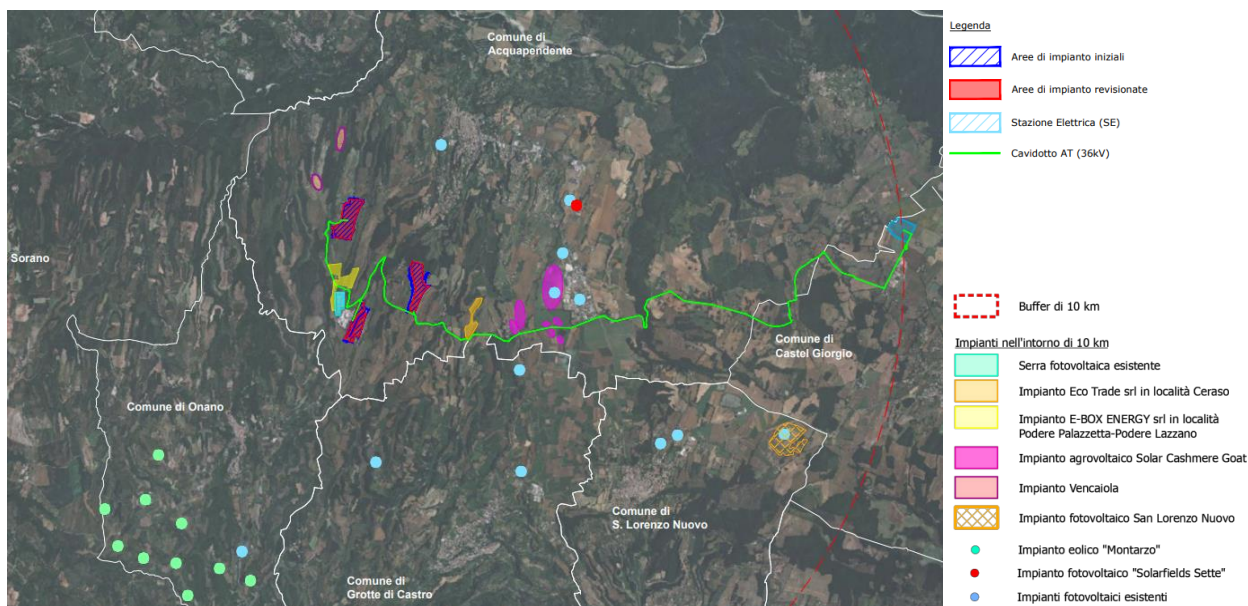 Comune di
Acquapendente
Sorano
Comune di
Castel Giorgio
Comune di Onano
Comune di
S. Lorenzo Nuovo
Comune di
Grotte di Castro
Legenda
Aree di impianto iniziali
Aree di impianto revisionate
Stazione Elettrica (SE)
Cavidotto AT (36kV)
Buffer di 10 km
Impianti nell'intorno di 10 km
Serra fotovoltaica esistente
Impianto Eco Trade srl in località Ceraso
Impianto E-BOX ENERGY srl in località
Podere Palazzetta-Podere Lazzano
Impianto agrovoltaico Solar Cashmere Goat
Impianto Vencaiola
Impianto fotovoltaico San Lorenzo Nuovo
Impianto eolico "Montarzo"
Impianto fotovoltaico "Solarfields Sette"
Impianti fotovoltaici esistenti